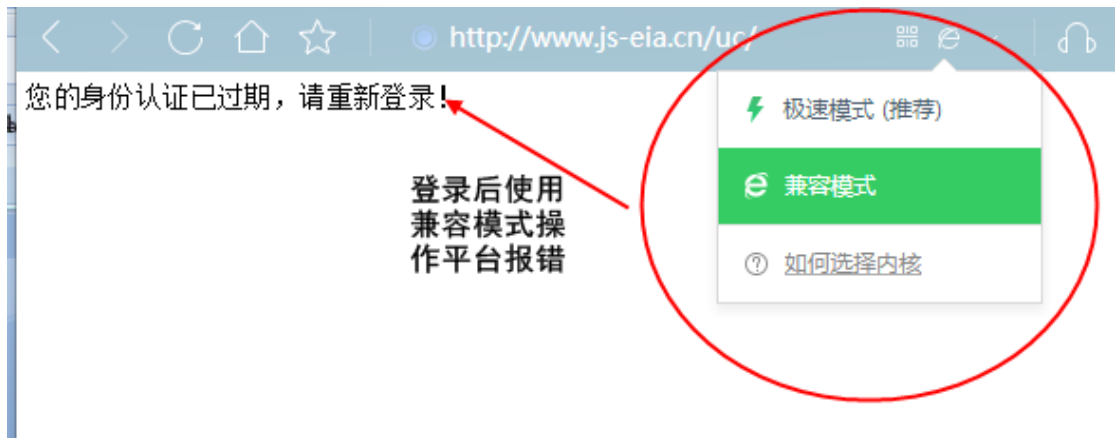 http://www.js-eia.cn/uc/
您的身份认证已过期，请重新登录！
极速模式 (推荐)
兼容模式
如何选择内核
登录后使用
兼容模式操
作平台报错